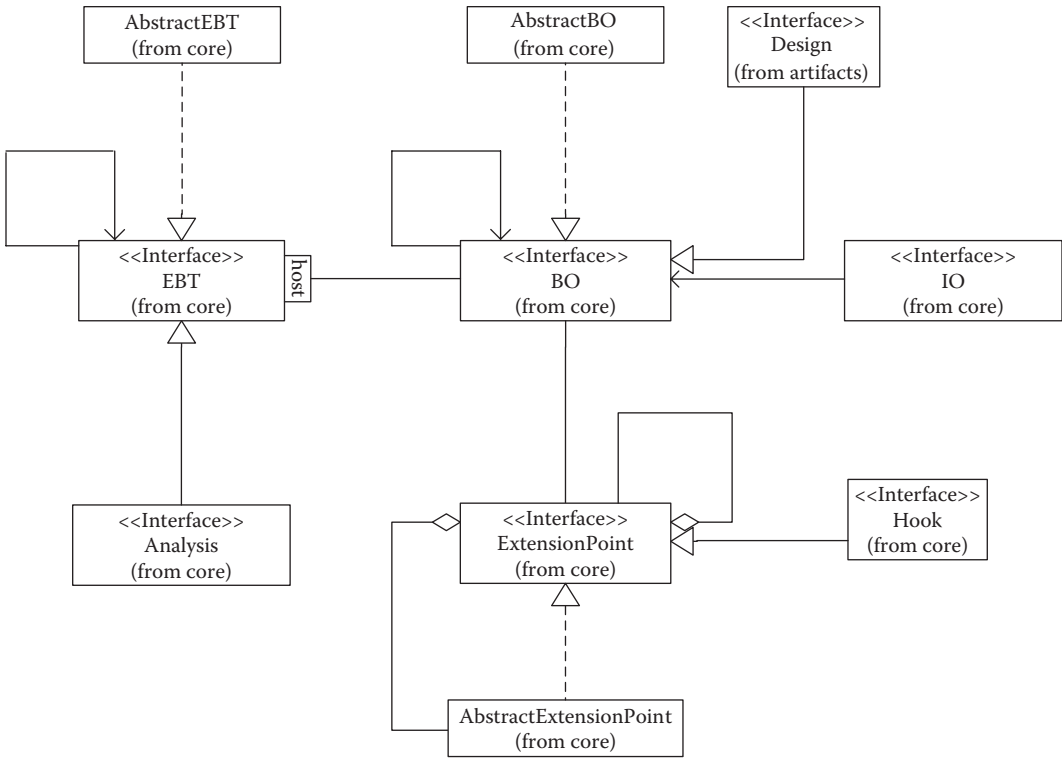 AbstractEBT
(from core)
AbstractBO
(from core)
<<Interface>>
Design
(from artifacts)
<<Interface>>
EBT
(from core)
host
<<Interface>>
BO
(from core)
<<Interface>>
IO
(from core)
<<Interface>>
Analysis
(from core)
<<Interface>>
ExtensionPoint
(from core)
<<Interface>>
Hook
(from core)
AbstractExtensionPoint
(from core)